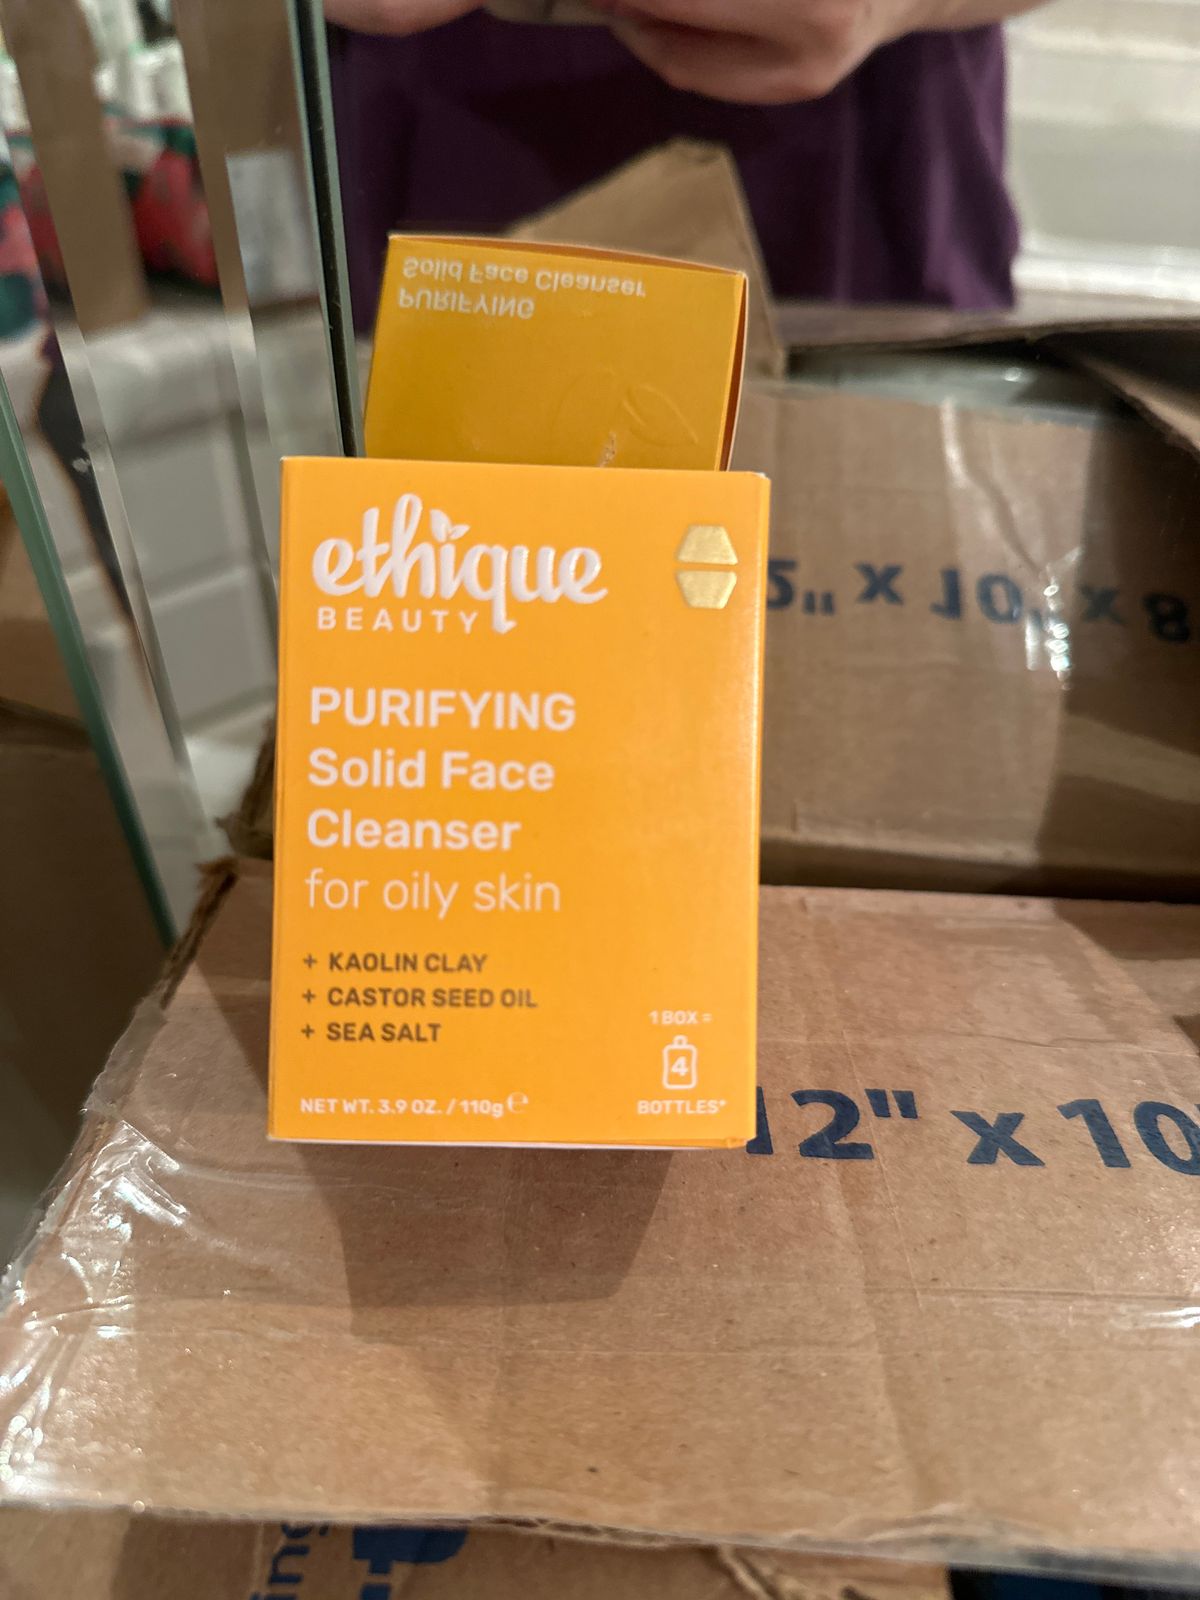 Solid Face Cleanser
PURIFYING
ethique
BEAUTY
PURIFYING
Solid Face
Cleanser
for oily skin
+ KAOLIN CLAY
+ CASTOR SEED OIL
+ SEA SALT
1 BOX =
4
BOTTLES*
NET WT. 3.9 OZ. / 110g ℮
2" x 10" x 8
12" x 10